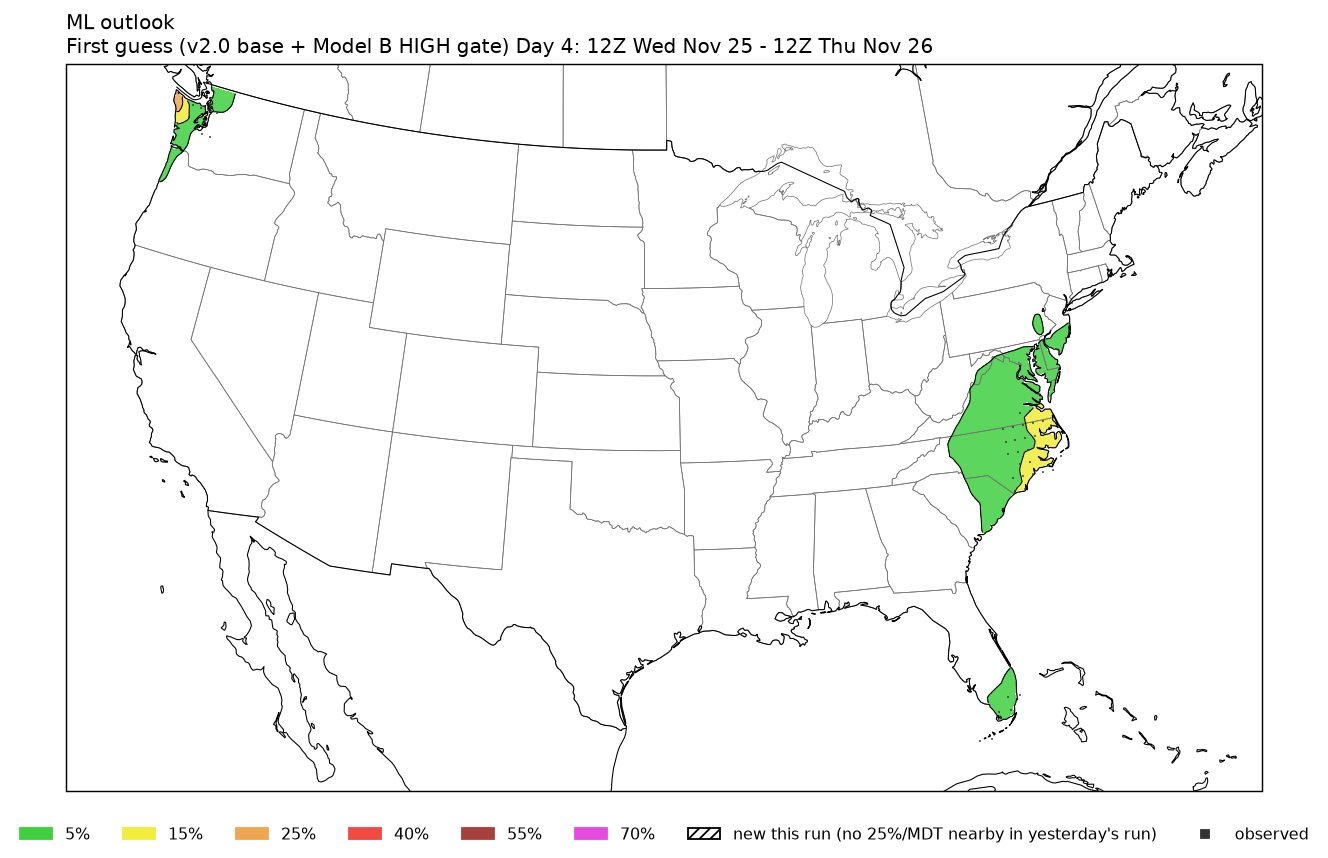 ML outlook
First guess (v2.0 base + Model B HIGH gate) Day 4: 12Z Wed Nov 25 - 12Z Thu Nov 26
5% 15% 25% 40% 55% 70% new this run (no 25%/MDT nearby in yesterday's run) observed